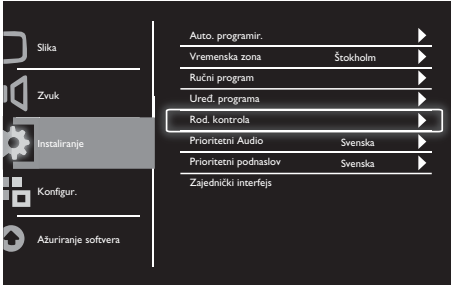 Slika
Zvuk
Instaliranje
Konfigur.
Ažuriranje softvera
Auto. programir.
Vremenska zona Štokholm
Ručni program
Uređ. programa
Rod. kontrola
Prioritetni Audio Svenska
Prioritetni podnaslov Svenska
Zajednički interfejs